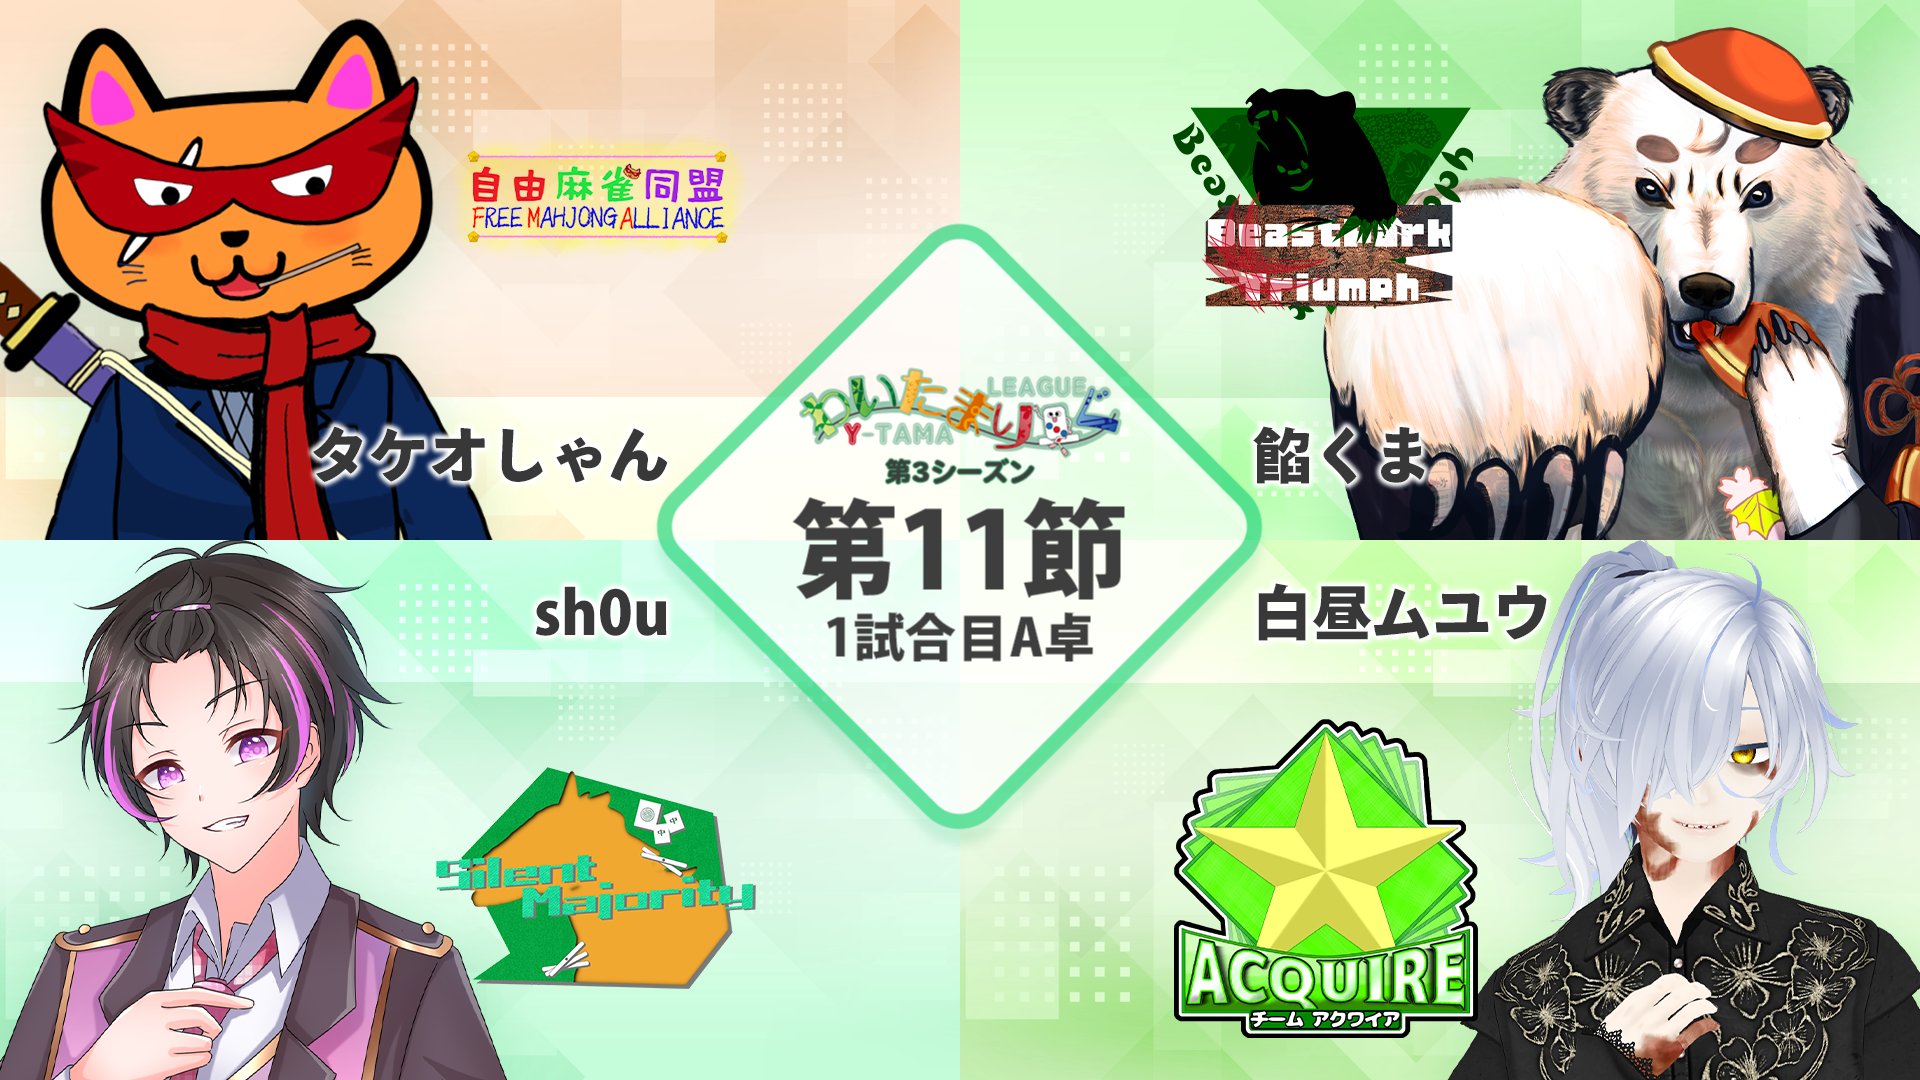 自由麻雀同盟
FREE MAHJONG ALLIANCE
タケオしゃん
Beastwork
Triumph
餡くま
わいたまりーぐ
LEAGUE
Y-TAMA
第3シーズン
第11節
1試合目A卓
sh0u
Silent
Majority
白昼ムユウ
ACQUIRE
チーム アクワイア